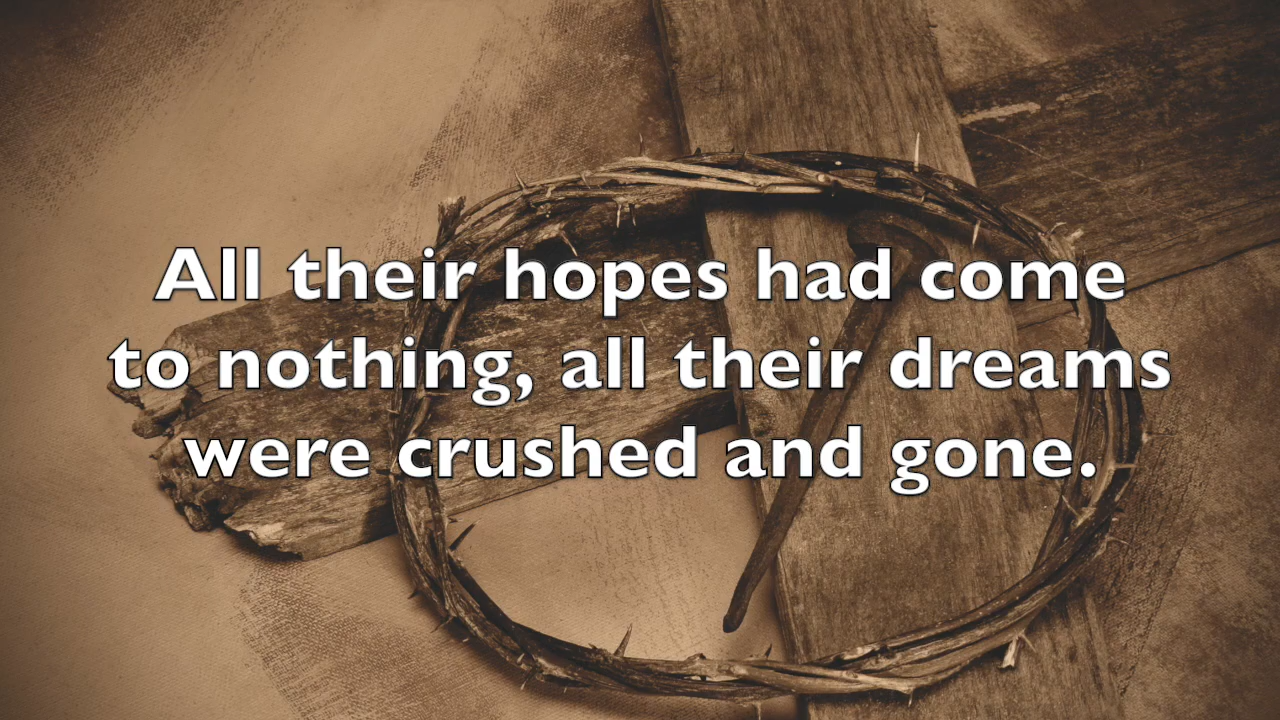 All their hopes had come
to nothing, all their dreams
were crushed and gone.